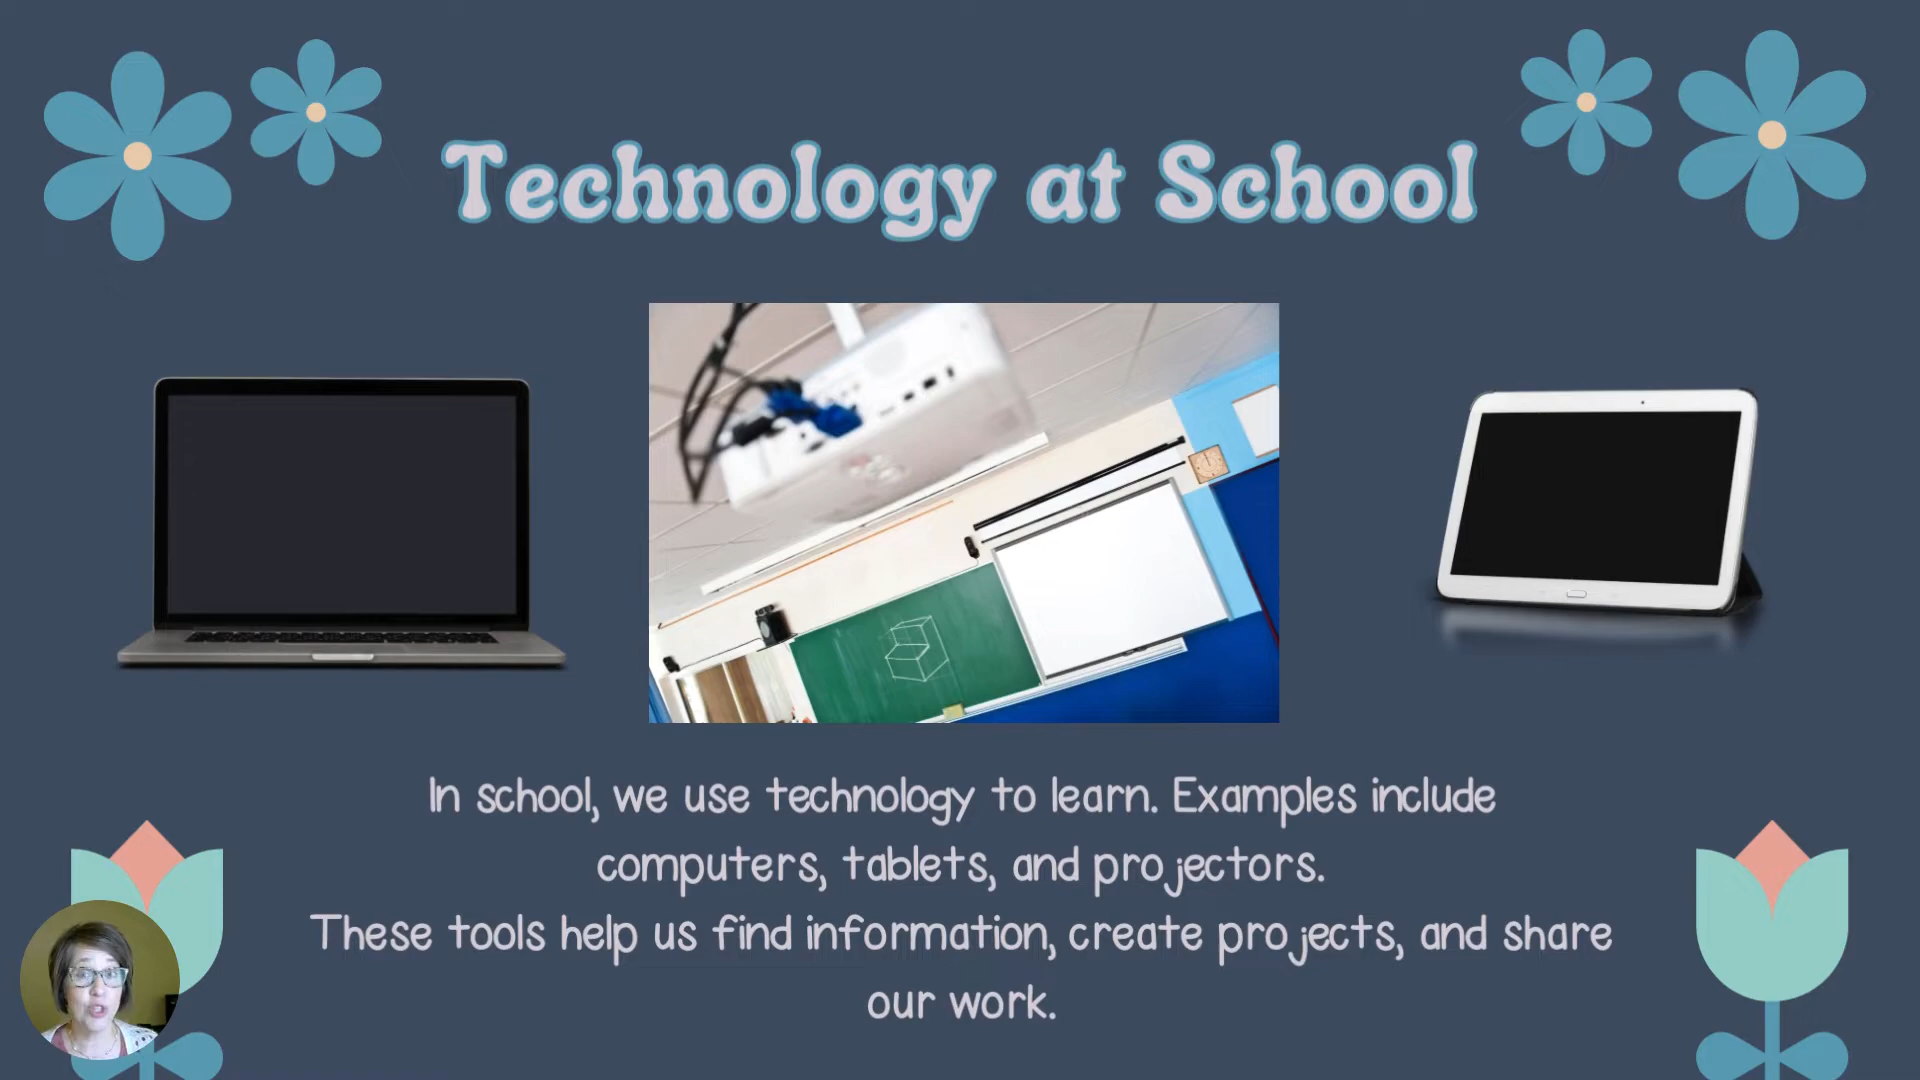 Technology at School
In school, we use technology to learn. Examples include
computers, tablets, and projectors.
These tools help us find information, create projects, and share
our work.